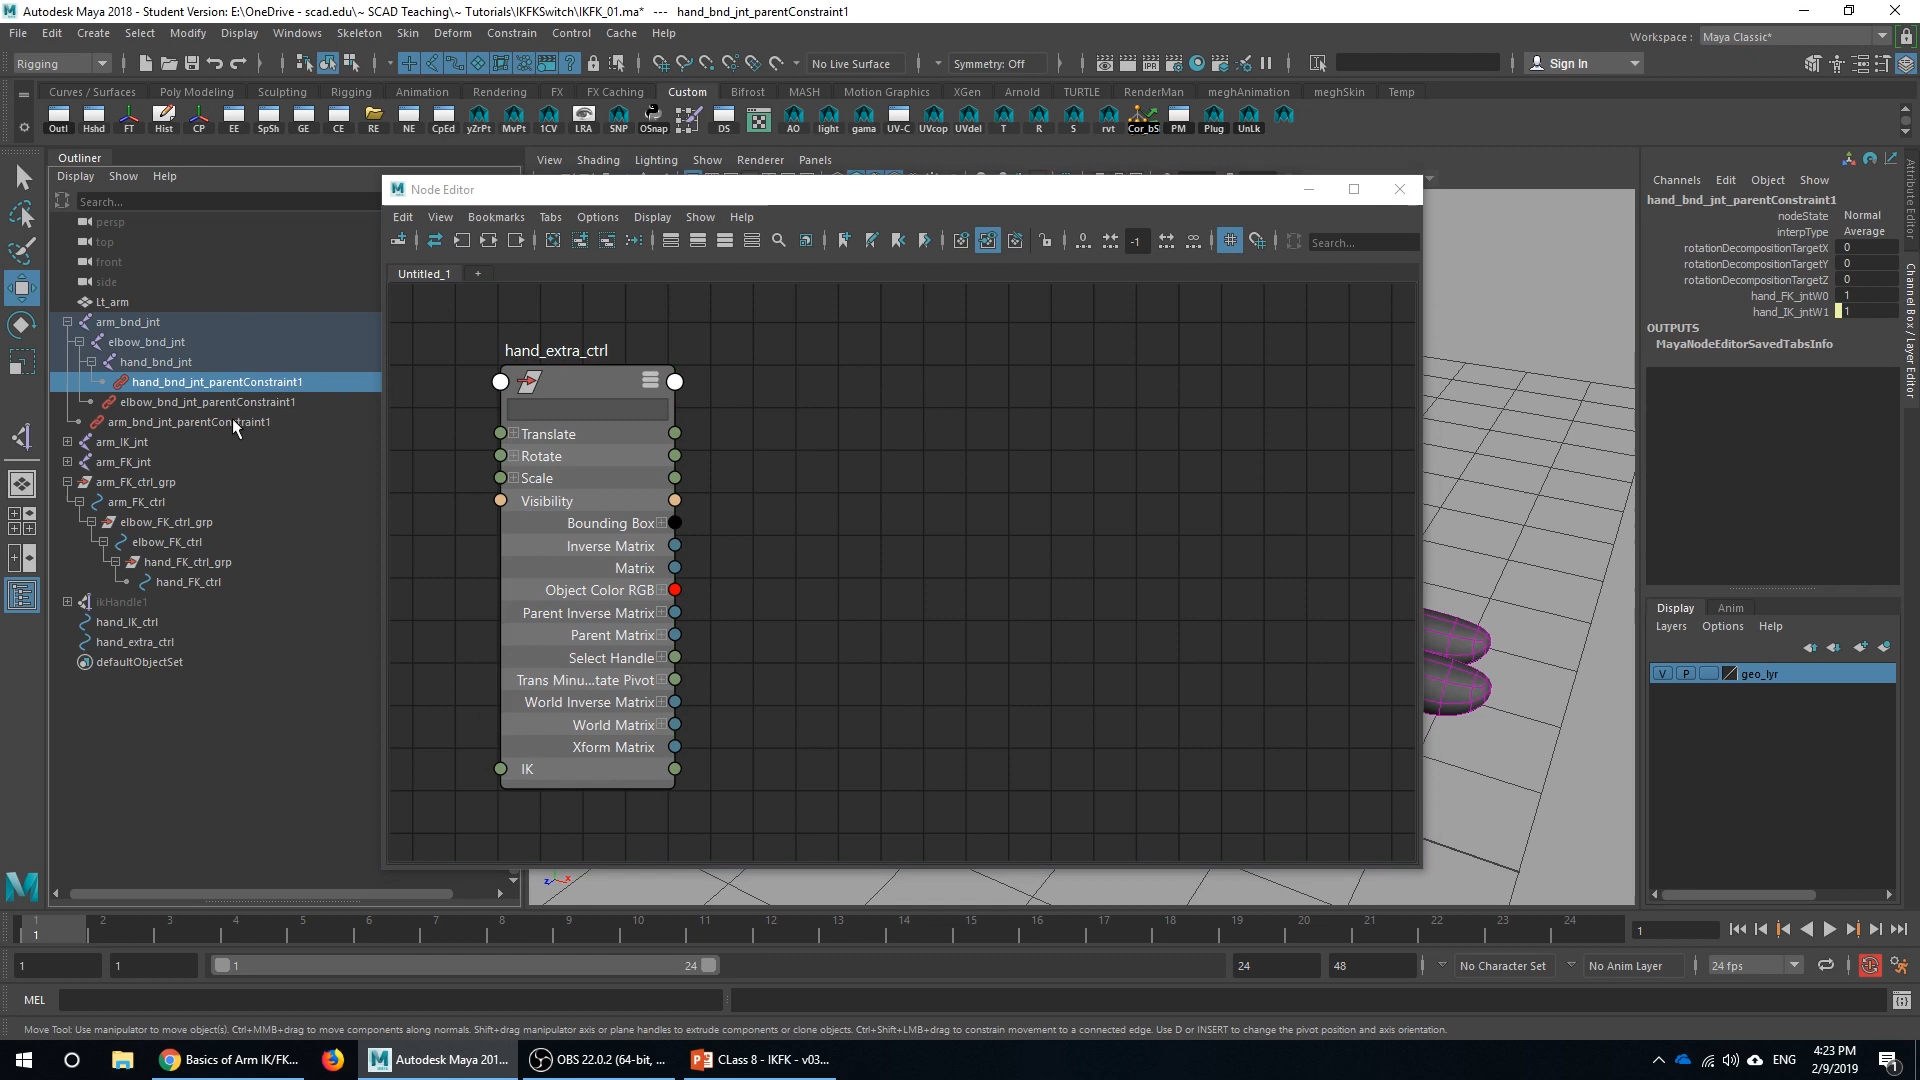 Autodesk Maya 2018 - Student Version: E:\OneDrive - scad.edu\~ SCAD Teaching\~ Tutorials\IKFKSwitch\IKFK_01.ma* --- hand_bnd_jnt_parentConstraint1
File Edit Create Select Modify Display Windows Skeleton Skin Deform Constrain Control Cache Help
Workspace : Maya Classic*
Rigging No Live Surface Symmetry: Off Sign In
Curves / Surfaces Poly Modeling Sculpting Rigging Animation Rendering FX FX Caching Custom Bifrost MASH Motion Graphics XGen Arnold TURTLE RenderMan meghAnimation meghSkin Temp
Outl Hshd FT Hist CP EE SpSh GE CE RE NE CpEd yZrPt MvPt 1CV LRA SNP OSnap DS AO light gama UV-C UVcop UVdel T R S rvt Cor_bS PM Plug UnLk
Outliner
Display Show Help
Search...
persp
top
front
side
Lt_arm
arm_bnd_jnt
elbow_bnd_jnt
hand_bnd_jnt
hand_bnd_jnt_parentConstraint1
elbow_bnd_jnt_parentConstraint1
arm_bnd_jnt_parentConstraint1
arm_IK_jnt
arm_FK_jnt
arm_FK_ctrl_grp
arm_FK_ctrl
elbow_FK_ctrl_grp
elbow_FK_ctrl
hand_FK_ctrl_grp
hand_FK_ctrl
ikHandle1
hand_IK_ctrl
hand_extra_ctrl
defaultObjectSet
View Shading Lighting Show Renderer Panels
Node Editor
Edit View Bookmarks Tabs Options Display Show Help
-1 Search...
Untitled_1 +
hand_extra_ctrl
Translate
Rotate
Scale
Visibility
Bounding Box
Inverse Matrix
Matrix
Object Color RGB
Parent Inverse Matrix
Parent Matrix
Select Handle
Trans Minu...tate Pivot
World Inverse Matrix
World Matrix
Xform Matrix
IK
z x
Channels Edit Object Show
hand_bnd_jnt_parentConstraint1
nodeState Normal
interpType Average
rotationDecompositionTargetX 0
rotationDecompositionTargetY 0
rotationDecompositionTargetZ 0
hand_FK_jntW0 1
hand_IK_jntW1 1
OUTPUTS
MayaNodeEditorSavedTabsInfo
Attribute Editor
Channel Box / Layer Editor
Display Anim
Layers Options Help
V P geo_lyr
1 2 3 4 5 6 7 8 9 10 11 12 13 14 15 16 17 18 19 20 21 22 23 24
1 1
1 1 1 24 24 48 No Character Set No Anim Layer 24 fps
MEL
Move Tool: Use manipulator to move object(s). Ctrl+MMB+drag to move components along normals. Shift+drag manipulator axis or plane handles to extrude components or clone objects. Ctrl+Shift+LMB+drag to constrain movement to a connected edge. Use D or INSERT to change the pivot position and axis orientation.
Basics of Arm IK/FK... Autodesk Maya 201... OBS 22.0.2 (64-bit, ... CLass 8 - IKFK - v03... ENG 4:23 PM
2/9/2019
1